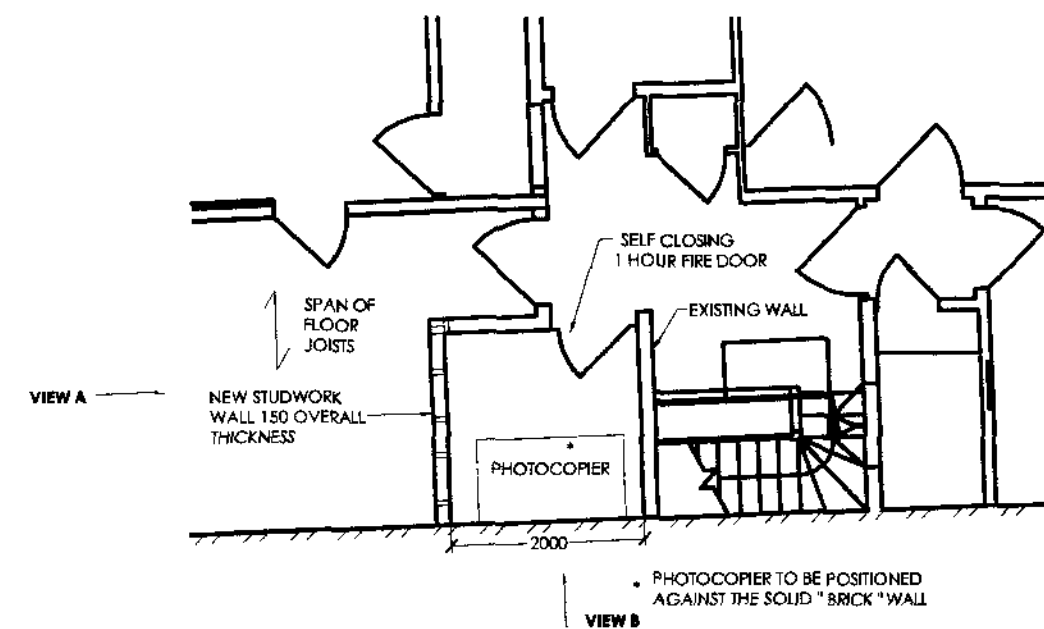 SELF CLOSING
1 HOUR FIRE DOOR
SPAN OF
FLOOR
JOISTS
EXISTING WALL
VIEW A
NEW STUDWORK
WALL 150 OVERALL
THICKNESS
* 
PHOTOCOPIER
2000
* PHOTOCOPIER TO BE POSITIONED
AGAINST THE SOLID " BRICK " WALL
VIEW B